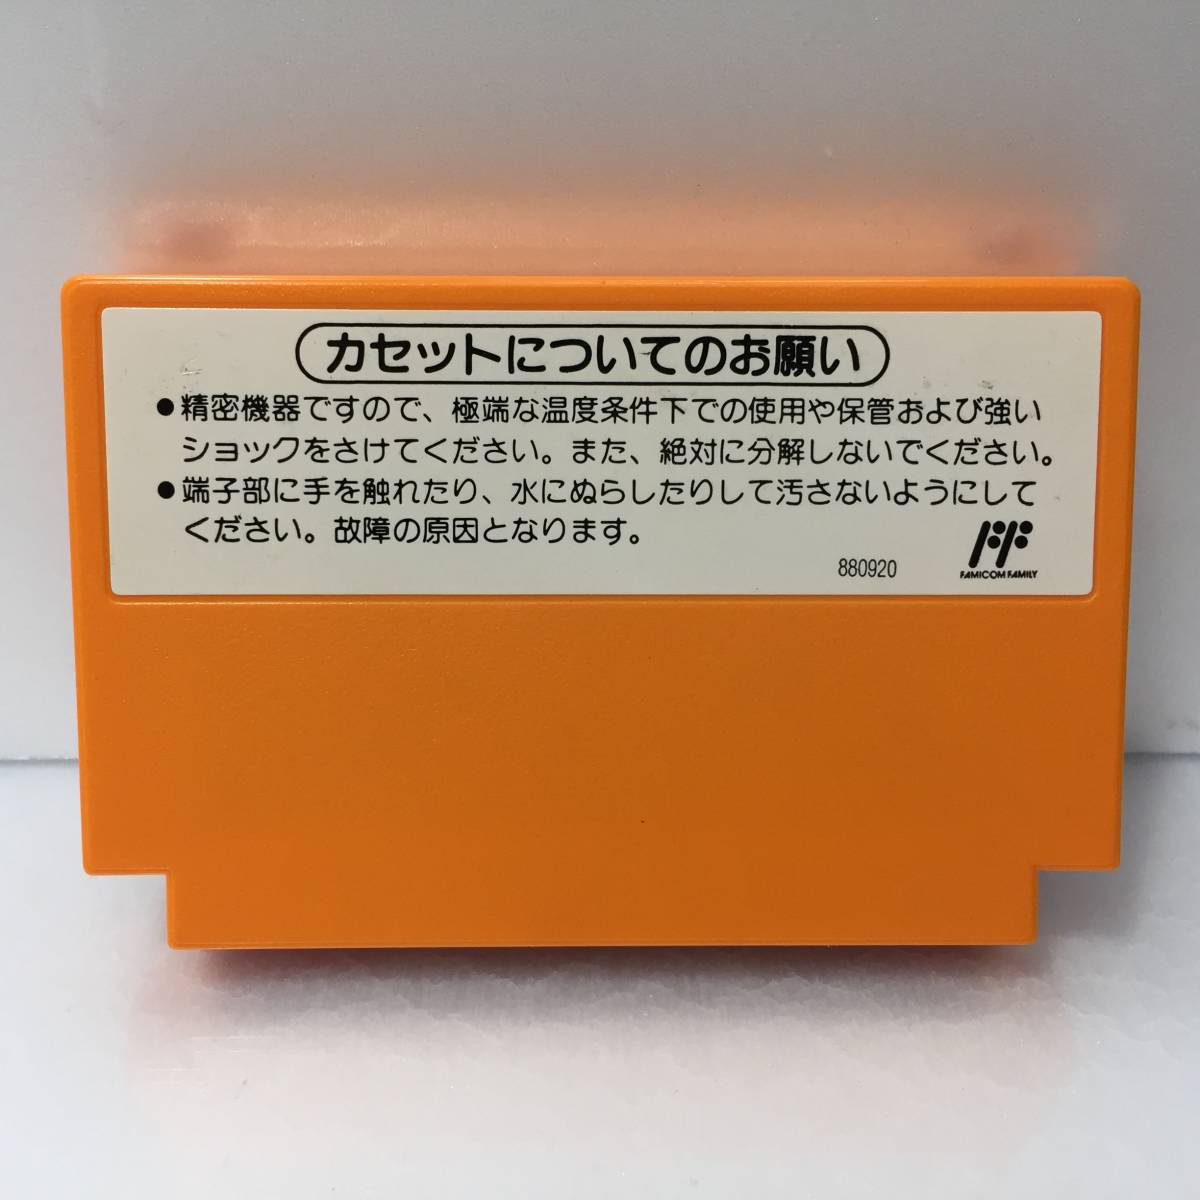 カセットについてのお願い
●精密機器ですので、極端な温度条件下での使用や保管および強い
ショックをさけてください。また、絶対に分解しないでください。
●端子部に手を触れたり、水にぬらしたりして汚さないようにして
ください。故障の原因となります。
880920
FAMICOM FAMILY